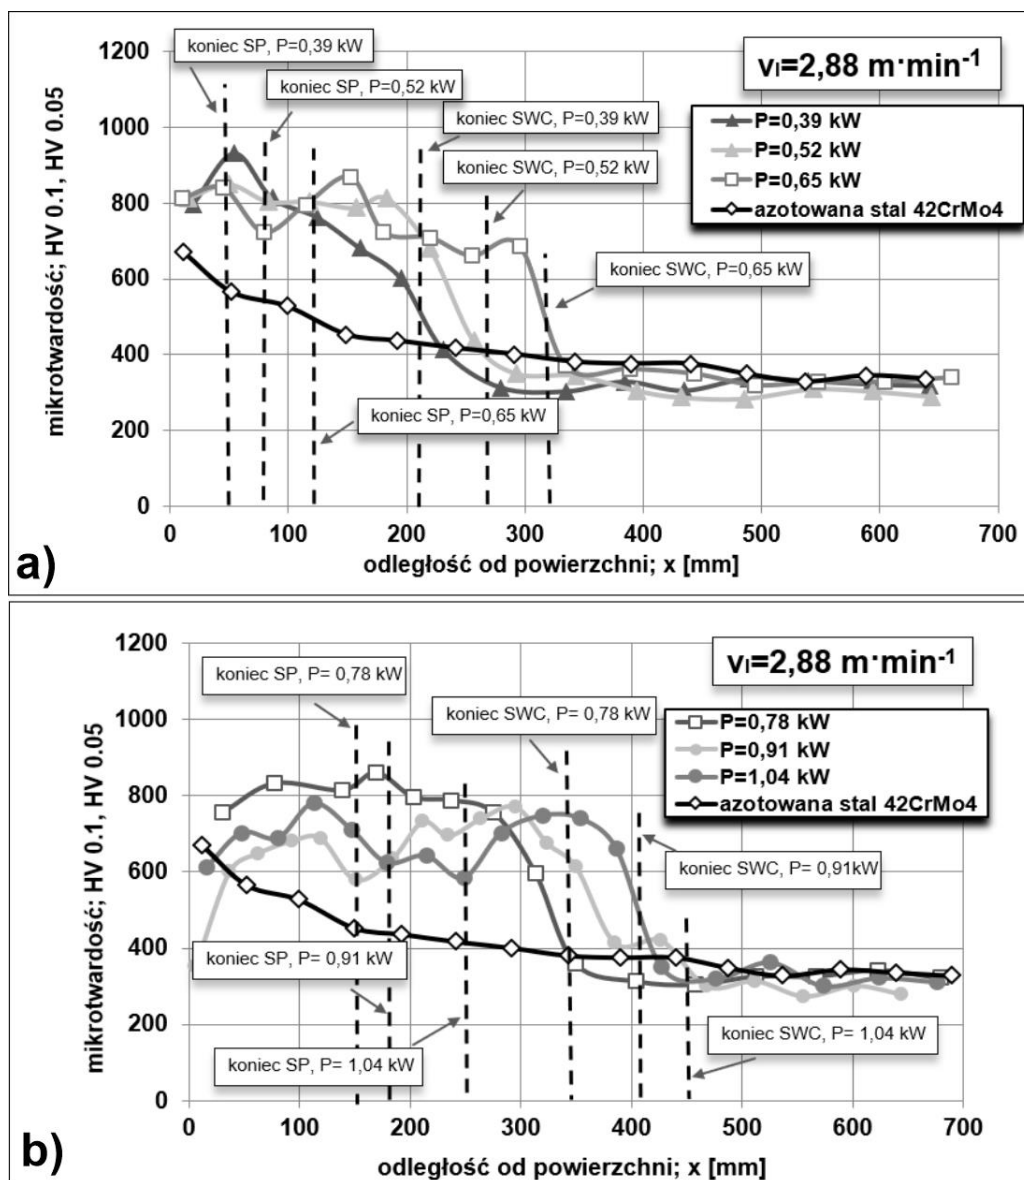 1200
1000
800
600
400
200
0
mikrotwardość; HV 0.1, HV 0.05
koniec SP, P=0,39 kW
koniec SP, P=0,52 kW
koniec SWC, P=0,39 kW
koniec SWC, P=0,52 kW
koniec SWC, P=0,65 kW
koniec SP, P=0,65 kW
vl=2,88 m·min-1
P=0,39 kW
P=0,52 kW
P=0,65 kW
azotowana stal 42CrMo4
0 100 200 300 400 500 600 700
odległość od powierzchni; x [mm]
a)
1200
1000
800
600
400
200
0
mikrotwardość; HV 0.1, HV 0.05
koniec SP, P= 0,78 kW
koniec SWC, P= 0,78 kW
koniec SWC, P= 0,91kW
koniec SP, P= 0,91 kW
koniec SP, P= 1,04 kW
koniec SWC, P= 1,04 kW
vl=2,88 m·min-1
P=0,78 kW
P=0,91 kW
P=1,04 kW
azotowana stal 42CrMo4
0 100 200 300 400 500 600 700
odległość od powierzchni; x [mm]
b)